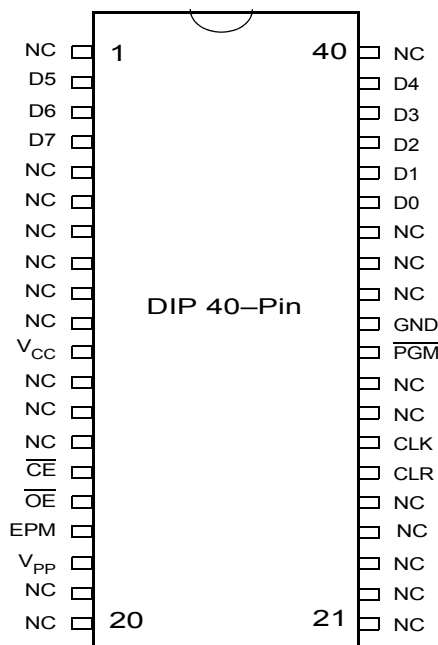 NC 1 40 NC
D5 D4
D6 D3
D7 D2
NC D1
NC D0
NC NC
NC NC
NC NC
DIP 40–Pin
NC GND
VCC PGM
NC NC
NC NC
NC CLK
CE CLR
OE NC
EPM NC
VPP NC
NC NC
NC 20 21 NC